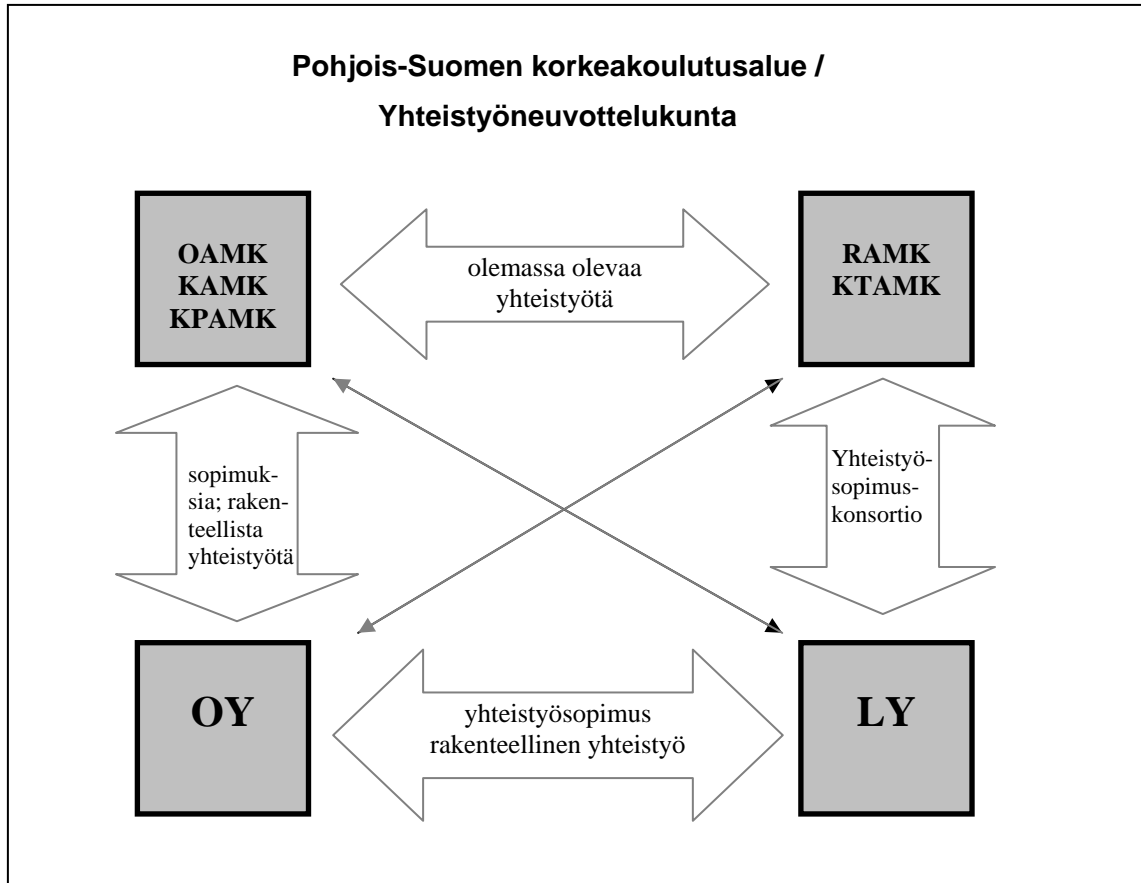 Pohjois-Suomen korkeakoulutusalue /
Yhteistyöneuvottelukunta
OAMK
KAMK
KPAMK
olemassa olevaa
yhteistyötä
RAMK
KTAMK
sopimuk-
sia; raken-
teellista
yhteistyötä
Yhteistyö-
sopimus-
konsortio
OY
yhteistyösopimus
rakenteellinen yhteistyö
LY